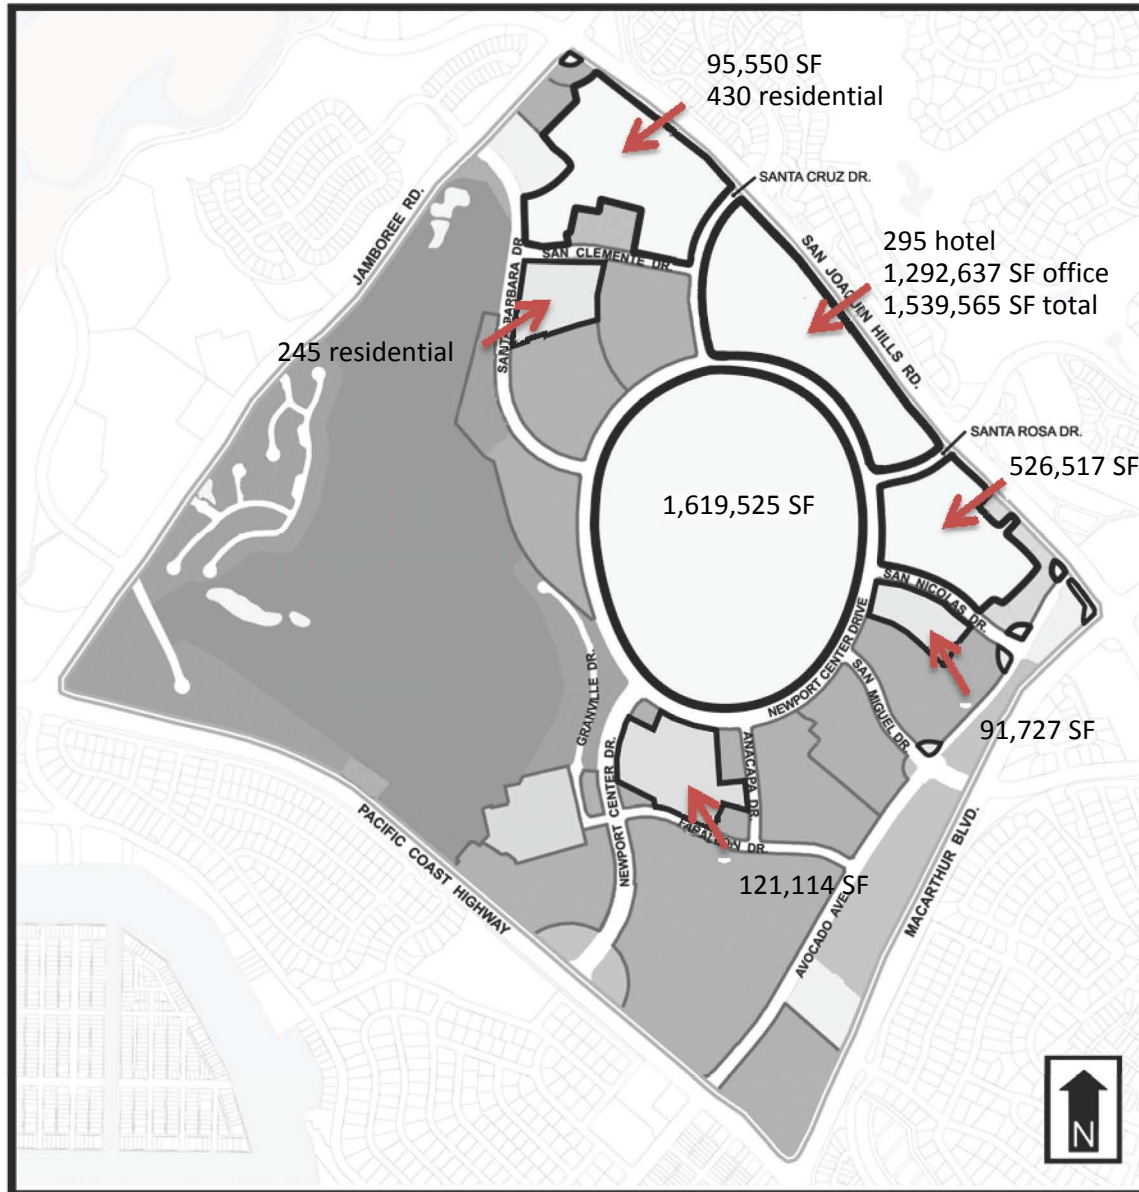 95,550 SF
430 residential
SANTA CRUZ DR.
JAMBOREE RD.
SAN JOAQUIN HILLS RD.
295 hotel
1,292,637 SF office
1,539,565 SF total
SAN CLEMENTE DR.
SANTA BARBARA DR
245 residential
SANTA ROSA DR.
526,517 SF
1,619,525 SF
SAN NICOLAS DR.
NEWPORT CENTER DRIVE
SAN MIGUEL DR.
GRANVILLE DR.
91,727 SF
ANACAPA DR.
NEWPORT CENTER DR.
FARALLON DR.
PACIFIC COAST HIGHWAY
121,114 SF
MACARTHUR BLVD.
AVOCADO AVE.
N